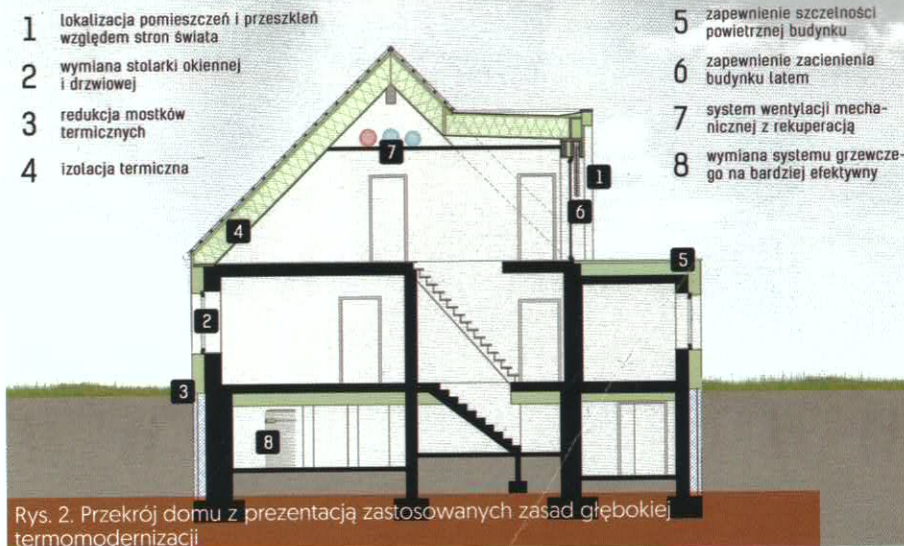 1 lokalizacja pomieszczeń i przeszkleń
względem stron świata
2 wymiana stolarki okiennej
i drzwiowej
3 redukcja mostków
termicznych
4 izolacja termiczna
5 zapewnienie szczelności
powietrznej budynku
6 zapewnienie zacienienia
budynku latem
7 system wentylacji mecha-
nicznej z rekuperacją
8 wymiana systemu grzewcze-
go na bardziej efektywny
7
1
6
4
5
2
3
8
Rys. 2. Przekrój domu z prezentacją zastosowanych zasad głębokiej
termomodernizacji